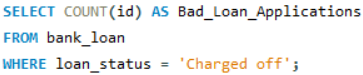 SELECT COUNT(id) AS Bad_Loan_Applications
FROM bank_loan
WHERE loan_status = 'Charged off';